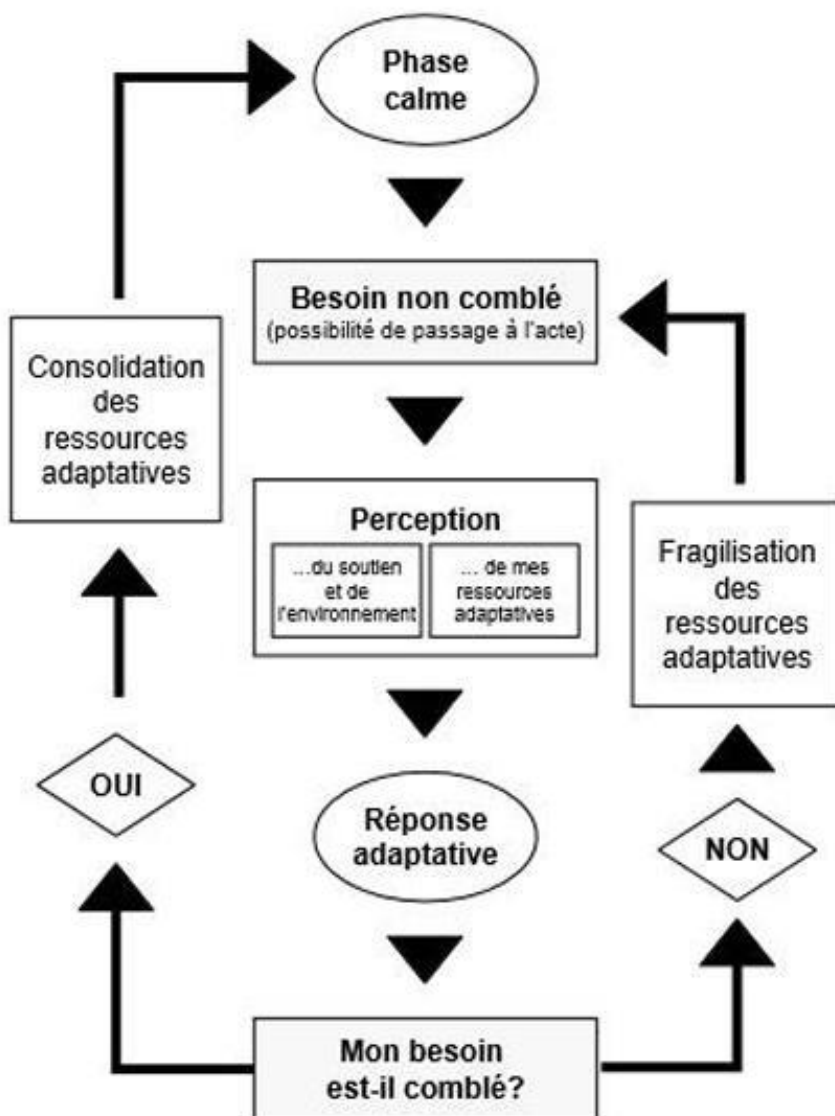 Phase
calme
Besoin non comblé
(possibilité de passage à l'acte)
Consolidation
des
ressources
adaptatives
Perception
...du soutien
et de
l'environnement
... de mes
ressources
adaptatives
Fragilisation
des
ressources
adaptatives
OUI
Réponse
adaptative
NON
Mon besoin
est-il comblé?